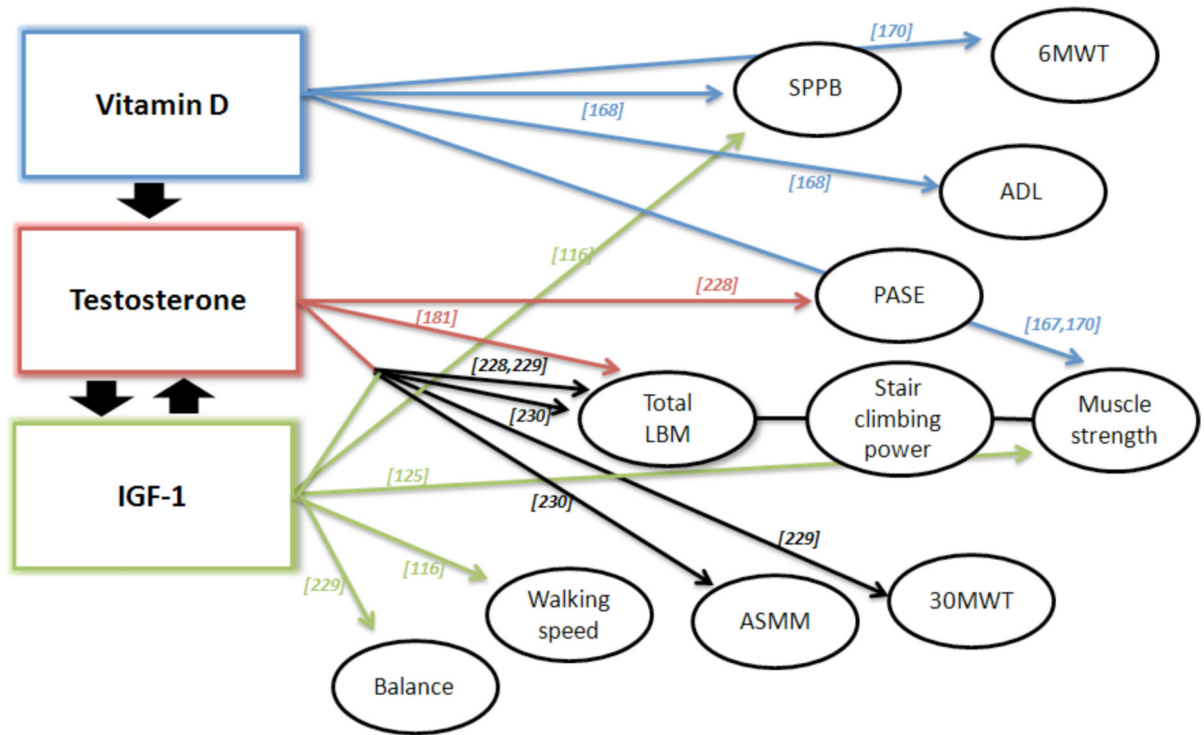 [170]
6MWT
Vitamin D
SPPB
[168]
[168]
ADL
[116]
Testosterone
[228]
PASE
[181]
[167,170]
[228,229]
[230]
Total
LBM
Stair
climbing
power
Muscle
strength
IGF-1
[125]
[230]
[229]
[229]
[116]
Walking
speed
ASMM
30MWT
Balance